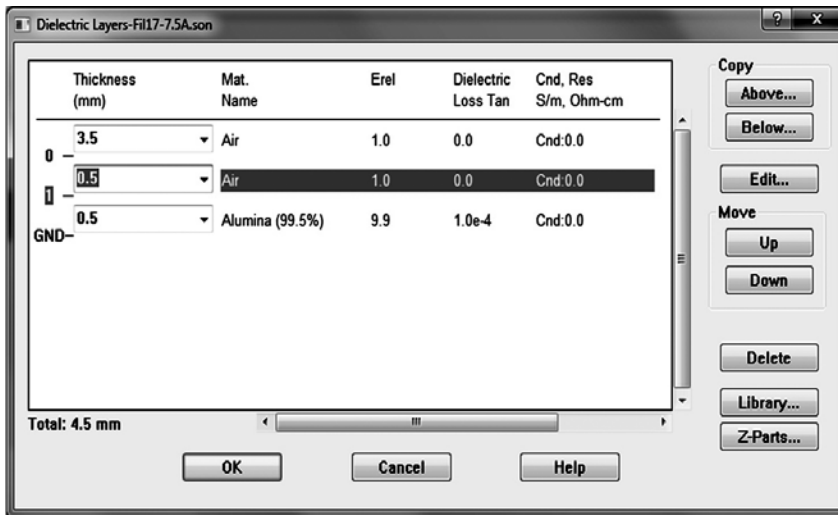 Dielectric Layers-Fil17-7.5A.son
Thickness (mm) Mat. Name Erel Dielectric Loss Tan Cnd, Res S/m, Ohm-cm
3.5 Air 1.0 0.0 Cnd:0.0
0
0.5 Air 1.0 0.0 Cnd:0.0
1
0.5 Alumina (99.5%) 9.9 1.0e-4 Cnd:0.0
GND
Total: 4.5 mm
OK Cancel Help
Copy
Above...
Below...
Edit...
Move
Up
Down
Delete
Library...
Z-Parts...